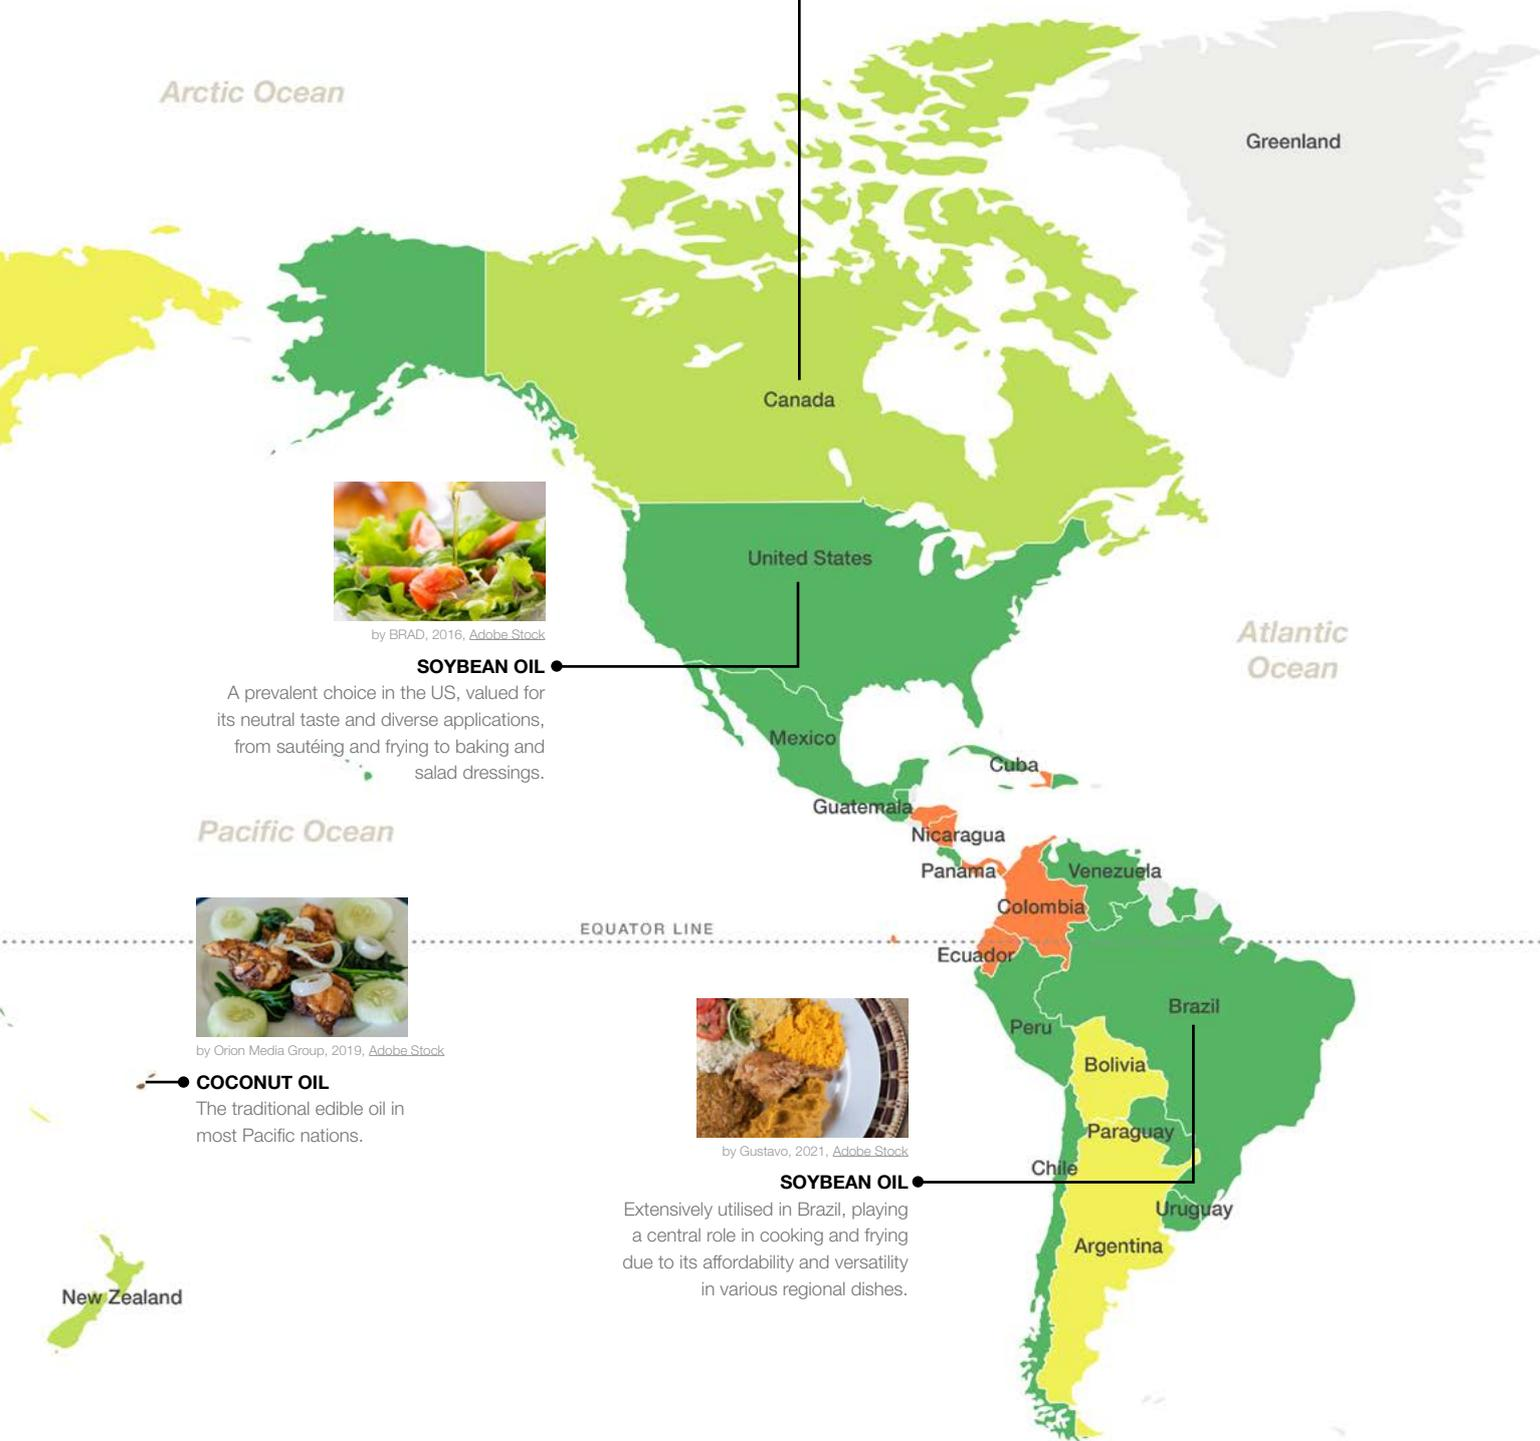 Arctic Ocean
Greenland
Canada
United States
by BRAD, 2016, Adobe Stock
SOYBEAN OIL
A prevalent choice in the US, valued for
its neutral taste and diverse applications,
from sautéing and frying to baking and
salad dressings.
Atlantic
Ocean
Mexico
Cuba
Guatemala
Nicaragua
Pacific Ocean
Panama
Venezuela
Colombia
EQUATOR LINE
Ecuador
Brazil
Peru
by Orion Media Group, 2019, Adobe Stock
COCONUT OIL
The traditional edible oil in
most Pacific nations.
Bolivia
Paraguay
by Gustavo, 2021, Adobe Stock
Chile
SOYBEAN OIL
Extensively utilised in Brazil, playing
a central role in cooking and frying
due to its affordability and versatility
in various regional dishes.
Uruguay
Argentina
New Zealand